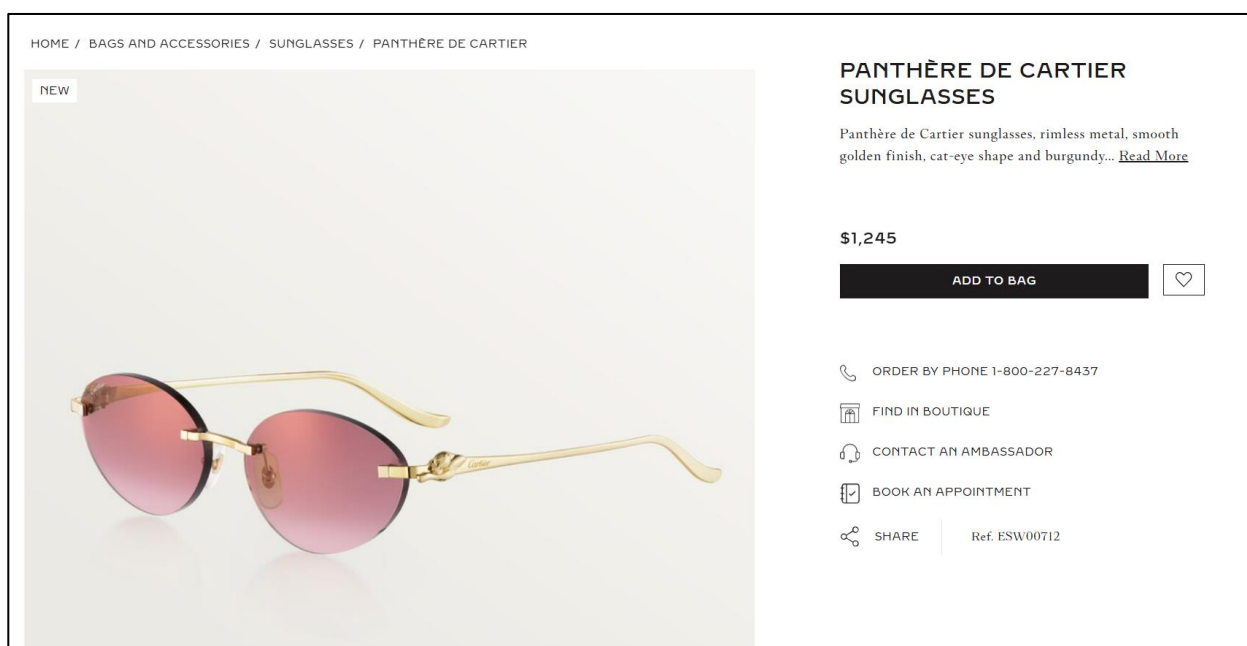 HOME / BAGS AND ACCESSORIES / SUNGLASSES / PANTHÈRE DE CARTIER
NEW
Cartier
Cartier
PANTHÈRE DE CARTIER
SUNGLASSES
Panthère de Cartier sunglasses, rimless metal, smooth
golden finish, cat-eye shape and burgundy... Read More
$1,245
ADD TO BAG
ORDER BY PHONE 1-800-227-8437
FIND IN BOUTIQUE
CONTACT AN AMBASSADOR
BOOK AN APPOINTMENT
SHARE Ref. ESW00712